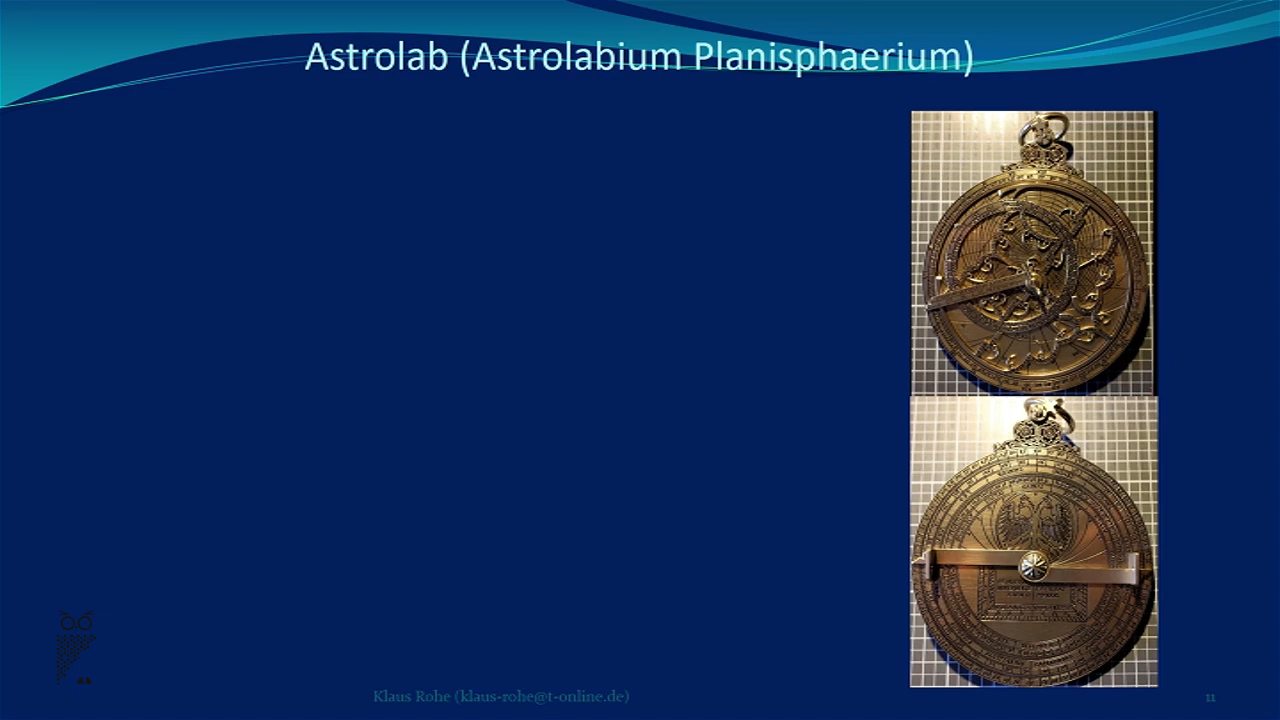 Astrolab (Astrolabium Planisphaerium)
Klaus Rohe (klaus-rohe@t-online.de)
11